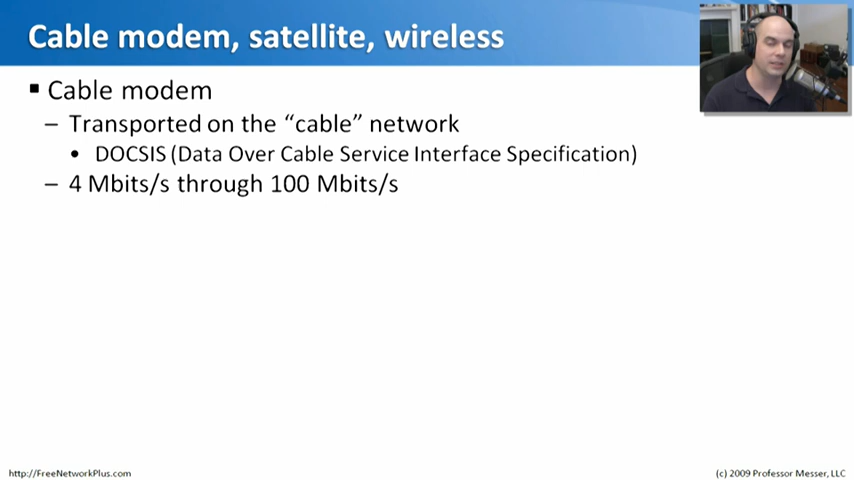 Cable modem, satellite, wireless
▪ Cable modem
– Transported on the “cable” network
• DOCSIS (Data Over Cable Service Interface Specification)
– 4 Mbits/s through 100 Mbits/s
http://FreeNetworkPlus.com
(c) 2009 Professor Messer, LLC